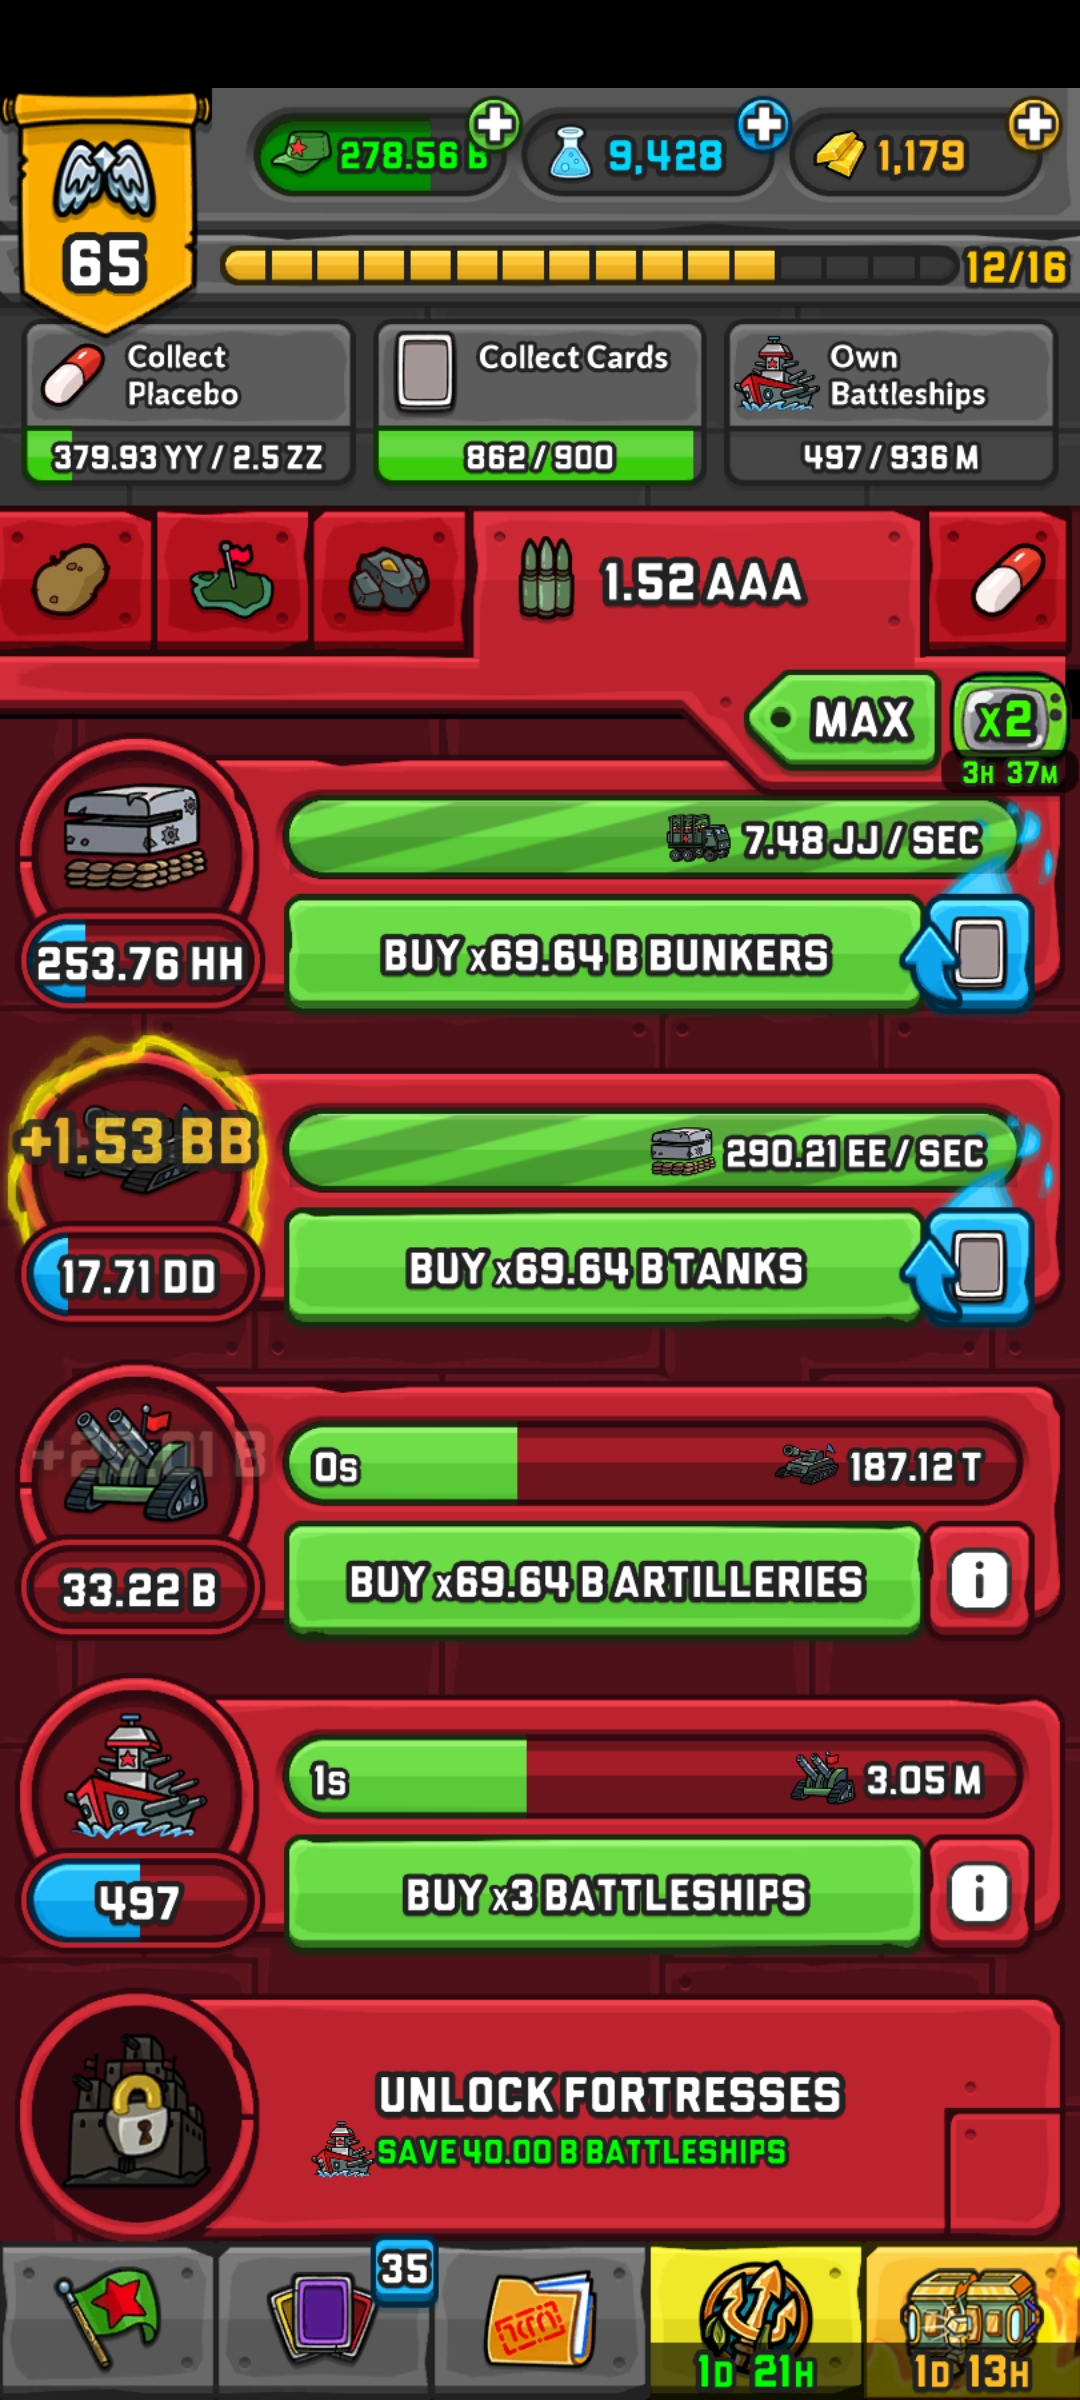 278.56 B
9,428
1,179
65
12/16
Collect
Placebo
Collect Cards
Own
Battleships
379.93 YY / 2.5 ZZ
862/900
497 / 936 M
1.52 AAA
MAX
x2
3H 37M
7.48 JJ / SEC
253.76 HH
BUY x69.64 B BUNKERS
+1.53 BB
290.21 EE / SEC
17.71 DD
BUY x69.64 B TANKS
0s
187.12 T
33.22 B
BUY x69.64 B ARTILLERIES
i
1s
3.05 M
497
BUY x3 BATTLESHIPS
i
UNLOCK FORTRESSES
SAVE 40.00 B BATTLESHIPS
35
1D 21H
1D 13H